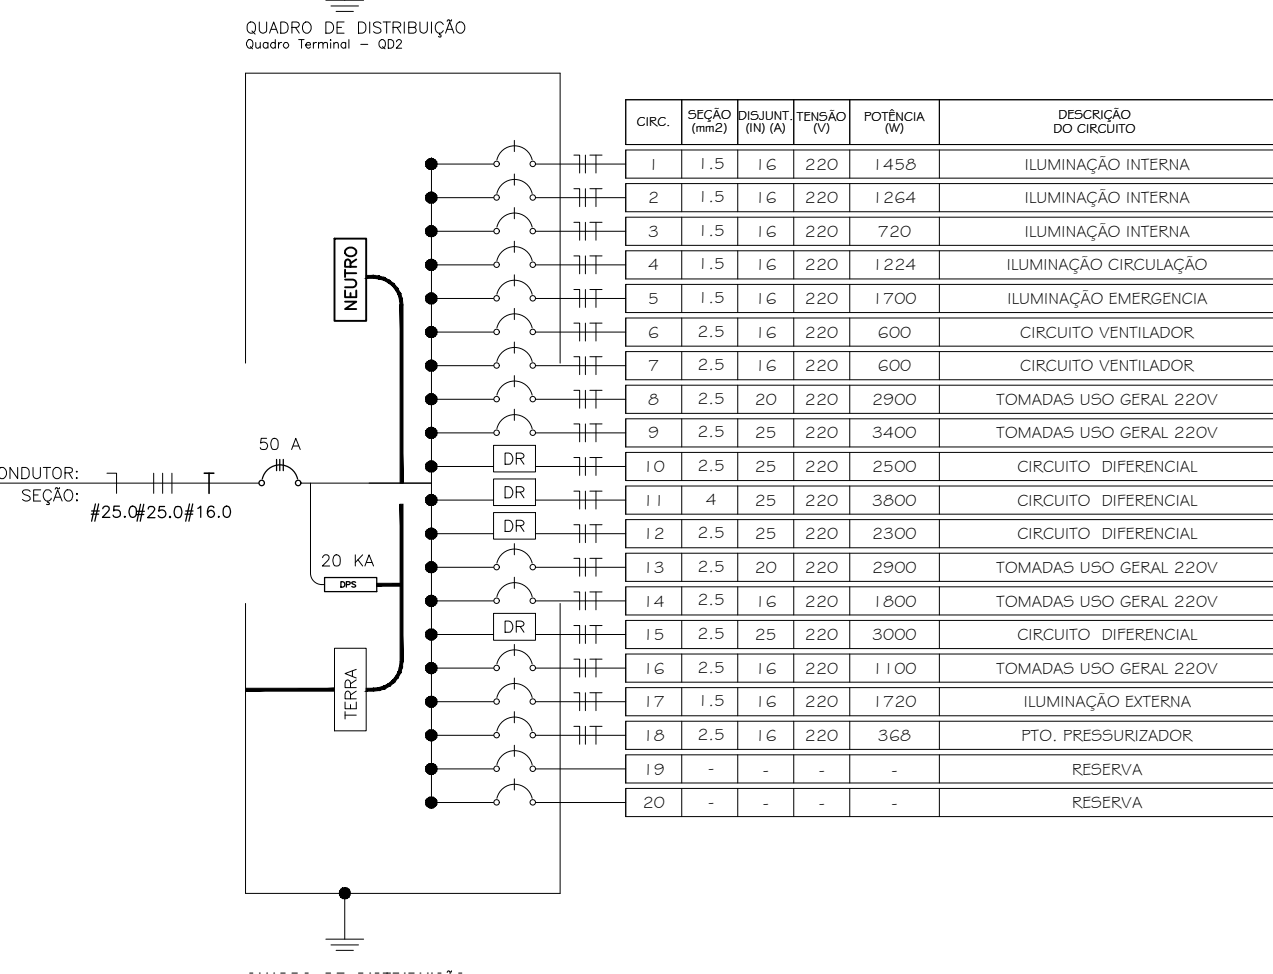 QUADRO DE DISTRIBUIÇÃO
Quadro Terminal - QD2
CIRC. SEÇÃO (mm2) DISJUNT. (IN) (A) TENSÃO (V) POTÊNCIA (W) DESCRIÇÃO DO CIRCUITO
1 1.5 16 220 1458 ILUMINAÇÃO INTERNA
2 1.5 16 220 1264 ILUMINAÇÃO INTERNA
3 1.5 16 220 720 ILUMINAÇÃO INTERNA
4 1.5 16 220 1224 ILUMINAÇÃO CIRCULAÇÃO
5 1.5 16 220 1700 ILUMINAÇÃO EMERGENCIA
6 2.5 16 220 600 CIRCUITO VENTILADOR
7 2.5 16 220 600 CIRCUITO VENTILADOR
8 2.5 20 220 2900 TOMADAS USO GERAL 220V
9 2.5 25 220 3400 TOMADAS USO GERAL 220V
DR 10 2.5 25 220 2500 CIRCUITO DIFERENCIAL
DR 11 4 25 220 3800 CIRCUITO DIFERENCIAL
DR 12 2.5 25 220 2300 CIRCUITO DIFERENCIAL
13 2.5 20 220 2900 TOMADAS USO GERAL 220V
14 2.5 16 220 1800 TOMADAS USO GERAL 220V
DR 15 2.5 25 220 3000 CIRCUITO DIFERENCIAL
16 2.5 16 220 1100 TOMADAS USO GERAL 220V
17 1.5 16 220 1720 ILUMINAÇÃO EXTERNA
18 2.5 16 220 368 PTO. PRESSURIZADOR
19 - - - - RESERVA
20 - - - - RESERVA
NEUTRO
50 A
ONDUTOR:
SEÇÃO:
#25.0 #25.0 #16.0
20 KA
DPS
TERRA